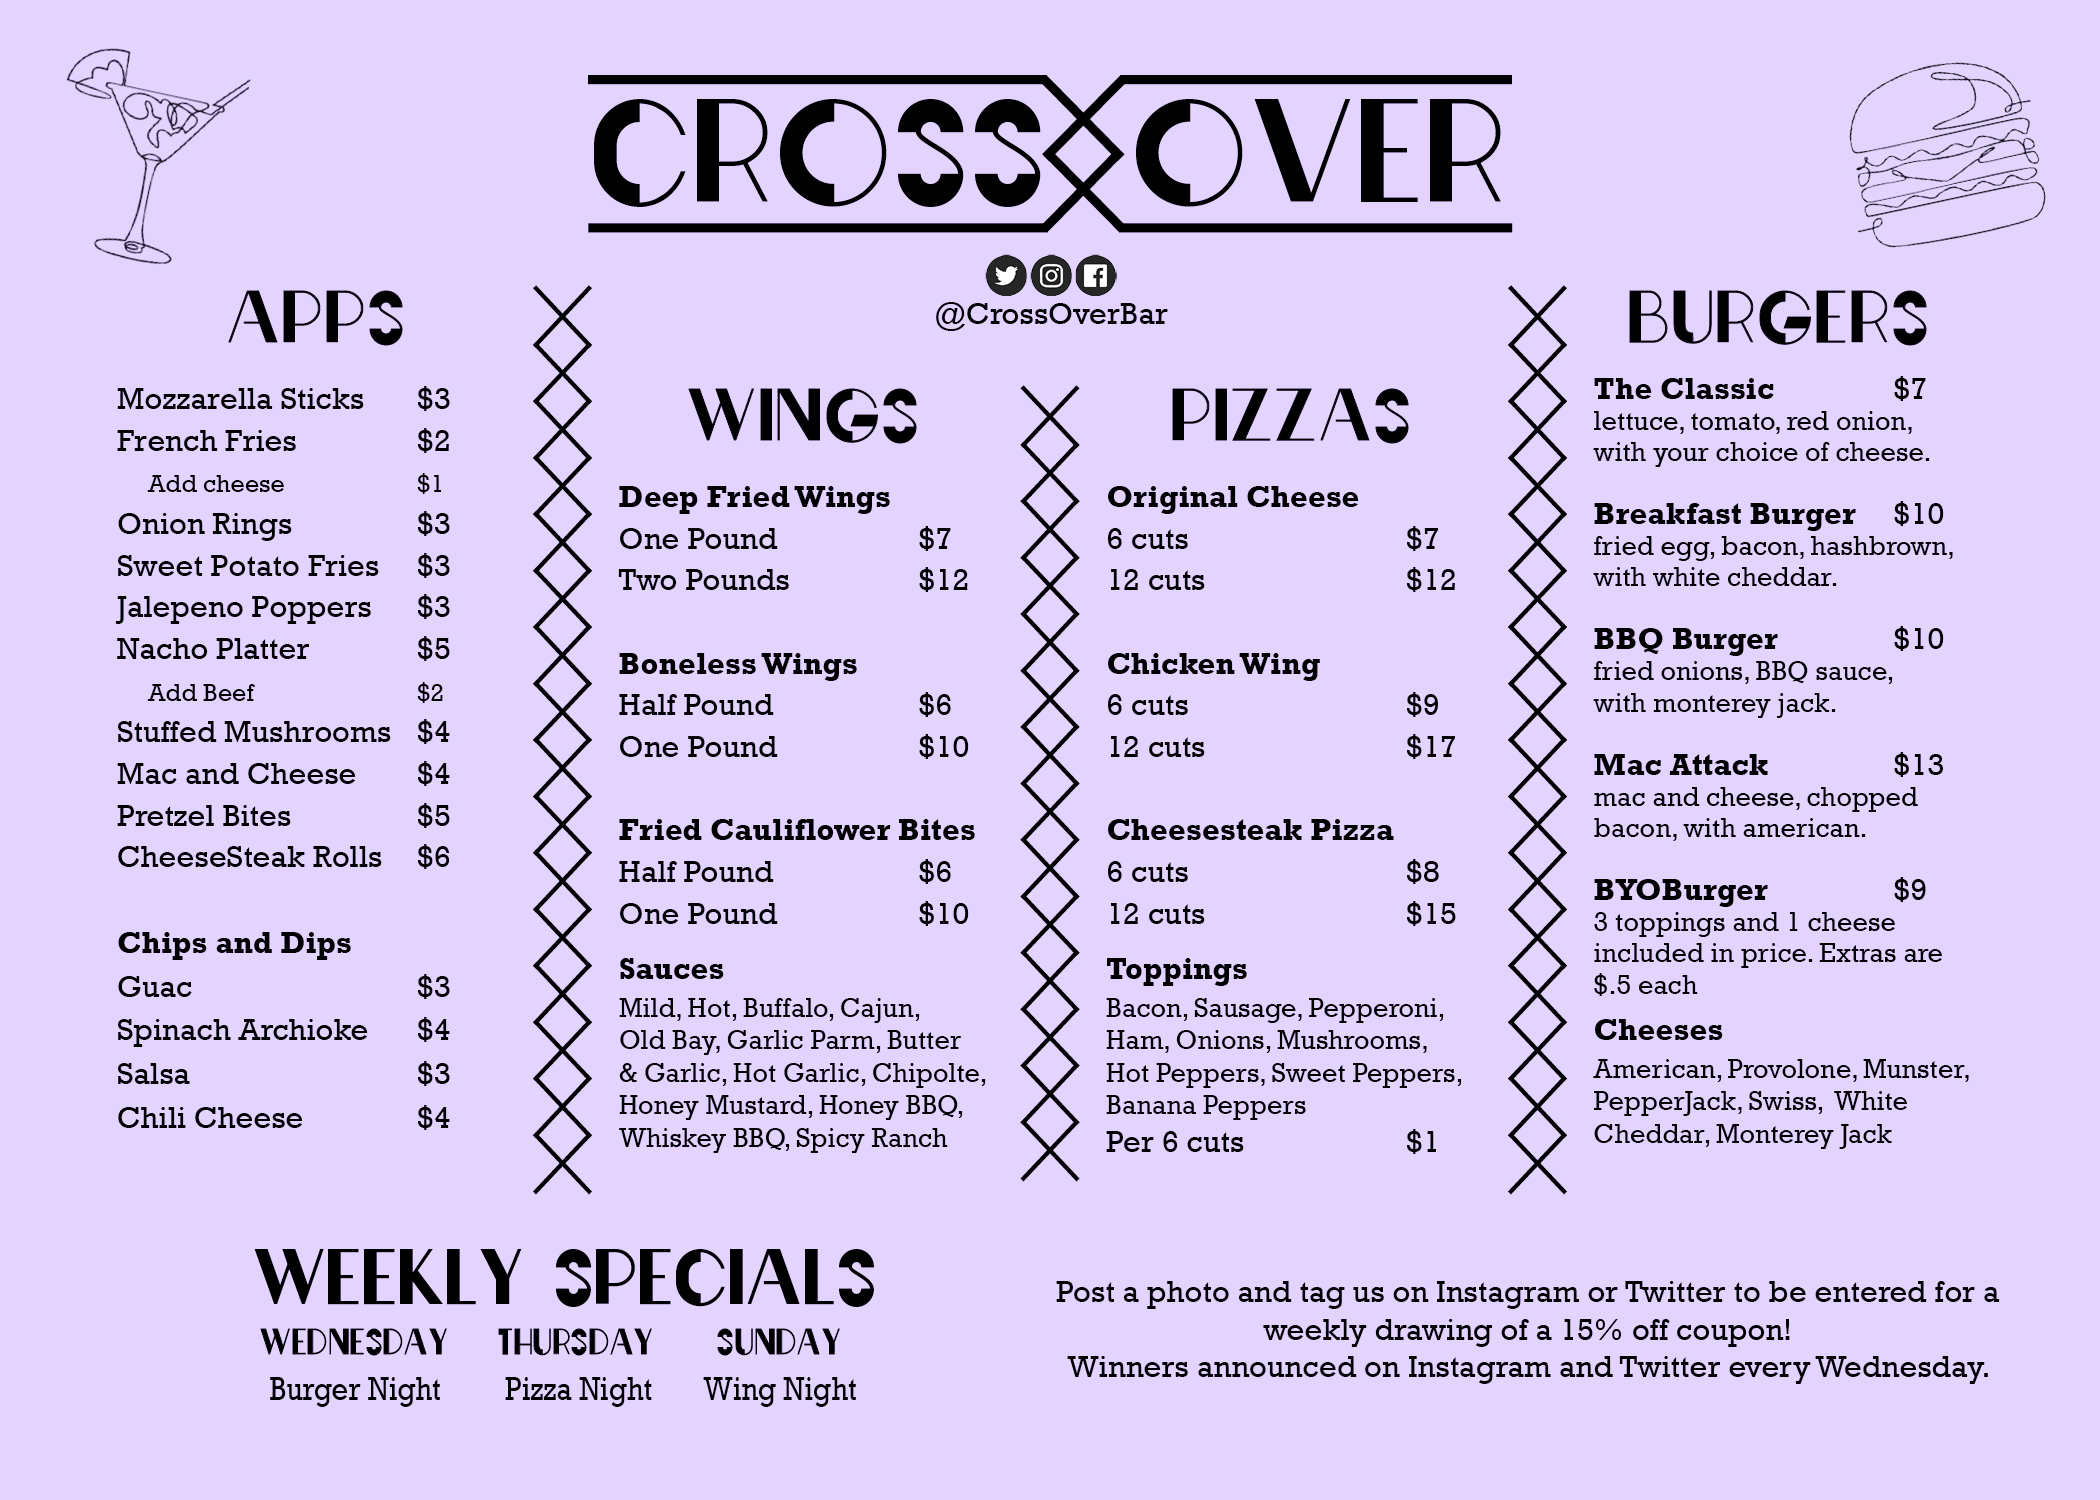 CROSSOVER
@CrossOverBar
APPS
Mozzarella Sticks $3
French Fries $2
Add cheese $1
Onion Rings $3
Sweet Potato Fries $3
Jalepeno Poppers $3
Nacho Platter $5
Add Beef $2
Stuffed Mushrooms $4
Mac and Cheese $4
Pretzel Bites $5
CheeseSteak Rolls $6
Chips and Dips
Guac $3
Spinach Archioke $4
Salsa $3
Chili Cheese $4
WINGS
Deep Fried Wings
One Pound $7
Two Pounds $12
Boneless Wings
Half Pound $6
One Pound $10
Fried Cauliflower Bites
Half Pound $6
One Pound $10
Sauces
Mild, Hot, Buffalo, Cajun,
Old Bay, Garlic Parm, Butter
& Garlic, Hot Garlic, Chipolte,
Honey Mustard, Honey BBQ,
Whiskey BBQ, Spicy Ranch
PIZZAS
Original Cheese
6 cuts $7
12 cuts $12
Chicken Wing
6 cuts $9
12 cuts $17
Cheesesteak Pizza
6 cuts $8
12 cuts $15
Toppings
Bacon, Sausage, Pepperoni,
Ham, Onions, Mushrooms,
Hot Peppers, Sweet Peppers,
Banana Peppers
Per 6 cuts $1
BURGERS
The Classic $7
lettuce, tomato, red onion,
with your choice of cheese.
Breakfast Burger $10
fried egg, bacon, hashbrown,
with white cheddar.
BBQ Burger $10
fried onions, BBQ sauce,
with monterey jack.
Mac Attack $13
mac and cheese, chopped
bacon, with american.
BYOBurger $9
3 toppings and 1 cheese
included in price. Extras are
$.5 each
Cheeses
American, Provolone, Munster,
PepperJack, Swiss, White
Cheddar, Monterey Jack
WEEKLY SPECIALS
WEDNESDAY THURSDAY SUNDAY
Burger Night Pizza Night Wing Night
Post a photo and tag us on Instagram or Twitter to be entered for a
weekly drawing of a 15% off coupon!
Winners announced on Instagram and Twitter every Wednesday.